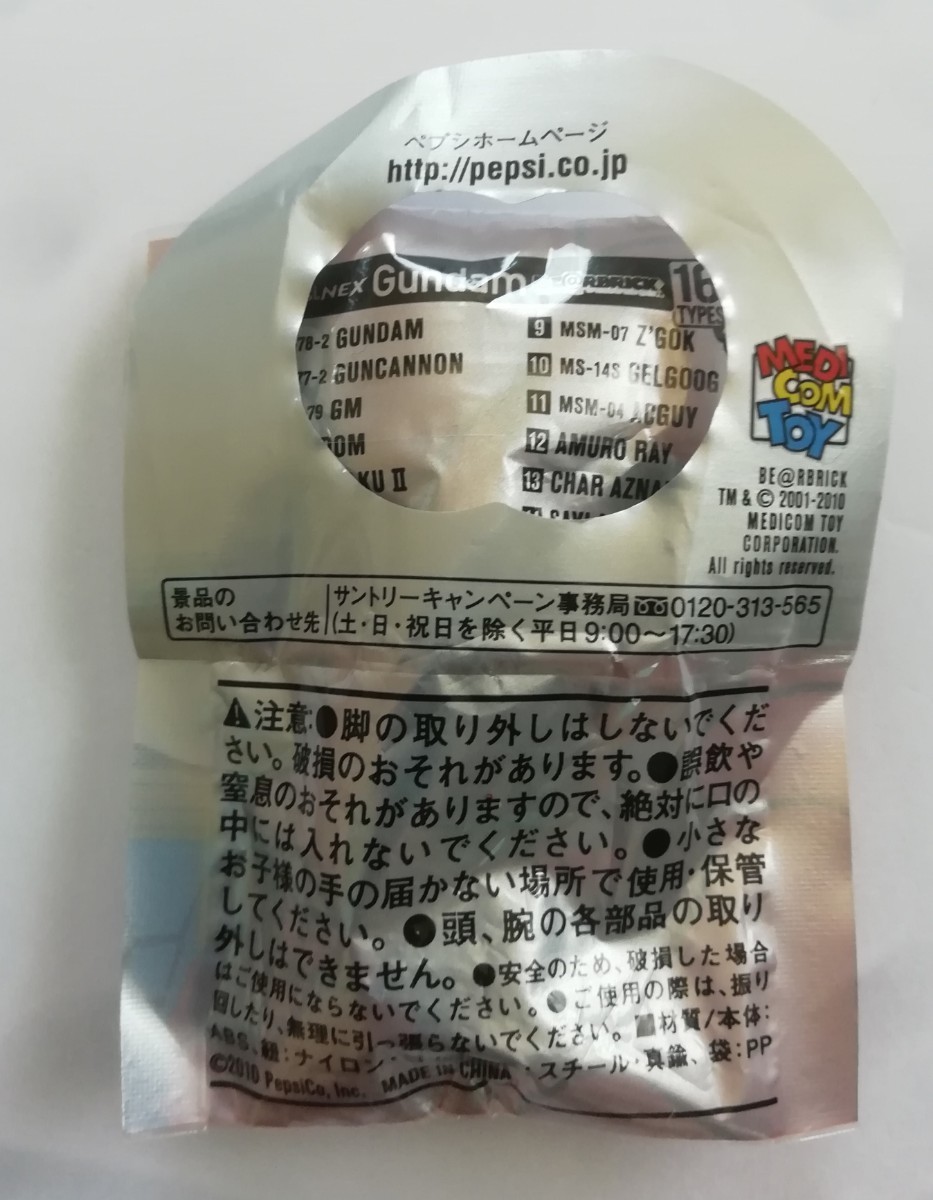 ペプシホームページ
http://pepsi.co.jp
NEX Gundam BE@RBRICK 16 TYPES
78-2 GUNDAM
7-2 GUNCANNON
79 GM
DOM
KU II
9 MSM-07 Z'GOK
10 MS-14S GELGOOG
11 MSM-04 ACGUY
12 AMURO RAY
13 CHAR AZNA
MEDI
COM
TOY
BE@RBRICK
TM & © 2001-2010
MEDICOM TOY
CORPORATION.
All rights reserved.
景品の
お問い合わせ先
サントリーキャンペーン事務局 0120-313-565
(土・日・祝日を除く平日9:00〜17:30)
注意:●脚の取り外しはしないでくだ
さい。破損のおそれがあります。●誤飲や
窒息のおそれがありますので、絶対に口の
中には入れないでください。●小さな
お子様の手の届かない場所で使用・保管
してください。●頭、腕の各部品の取り
外しはできません。●安全のため、破損した場合
はご使用にならないでください。●ご使用の際は、振り
回したり、無理に引っ張らないでください。■材質/本体:
ABS、紐:ナイロン・スチール・真鍮、袋:PP
©2010 PepsiCo, Inc. MADE IN CHINA